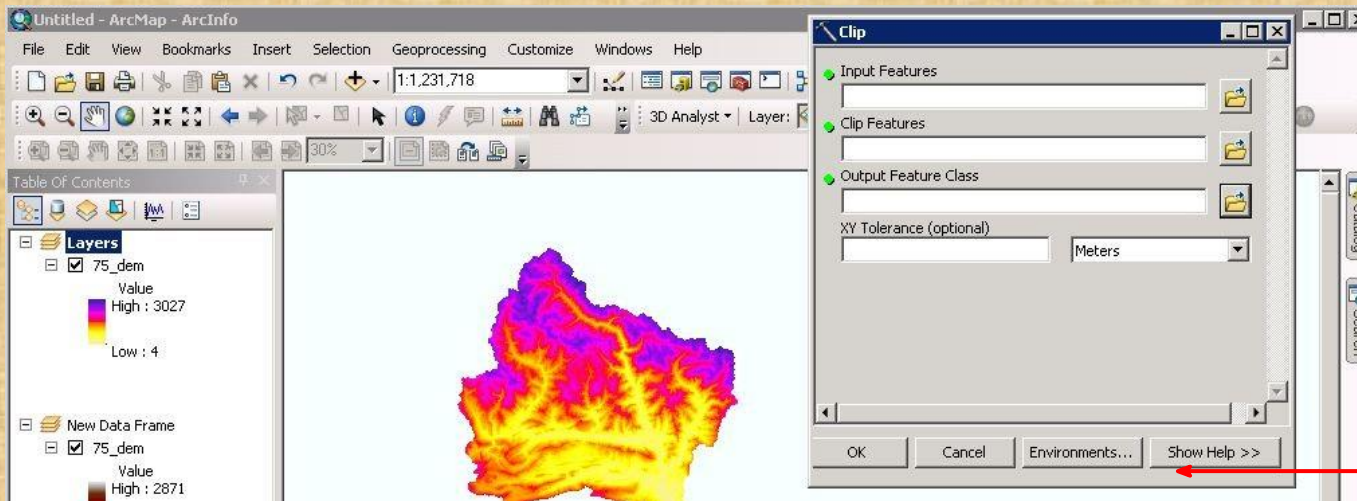 Untitled - ArcMap - ArcInfo
File Edit View Bookmarks Insert Selection Geoprocessing Customize Windows Help
1:1,231,718
3D Analyst Layer:
30%
Table Of Contents
Layers
75_dem
Value
High : 3027
Low : 4
New Data Frame
75_dem
Value
High : 2871
Clip
Input Features
Clip Features
Output Feature Class
XY Tolerance (optional)
Meters
OK Cancel Environments... Show Help >>